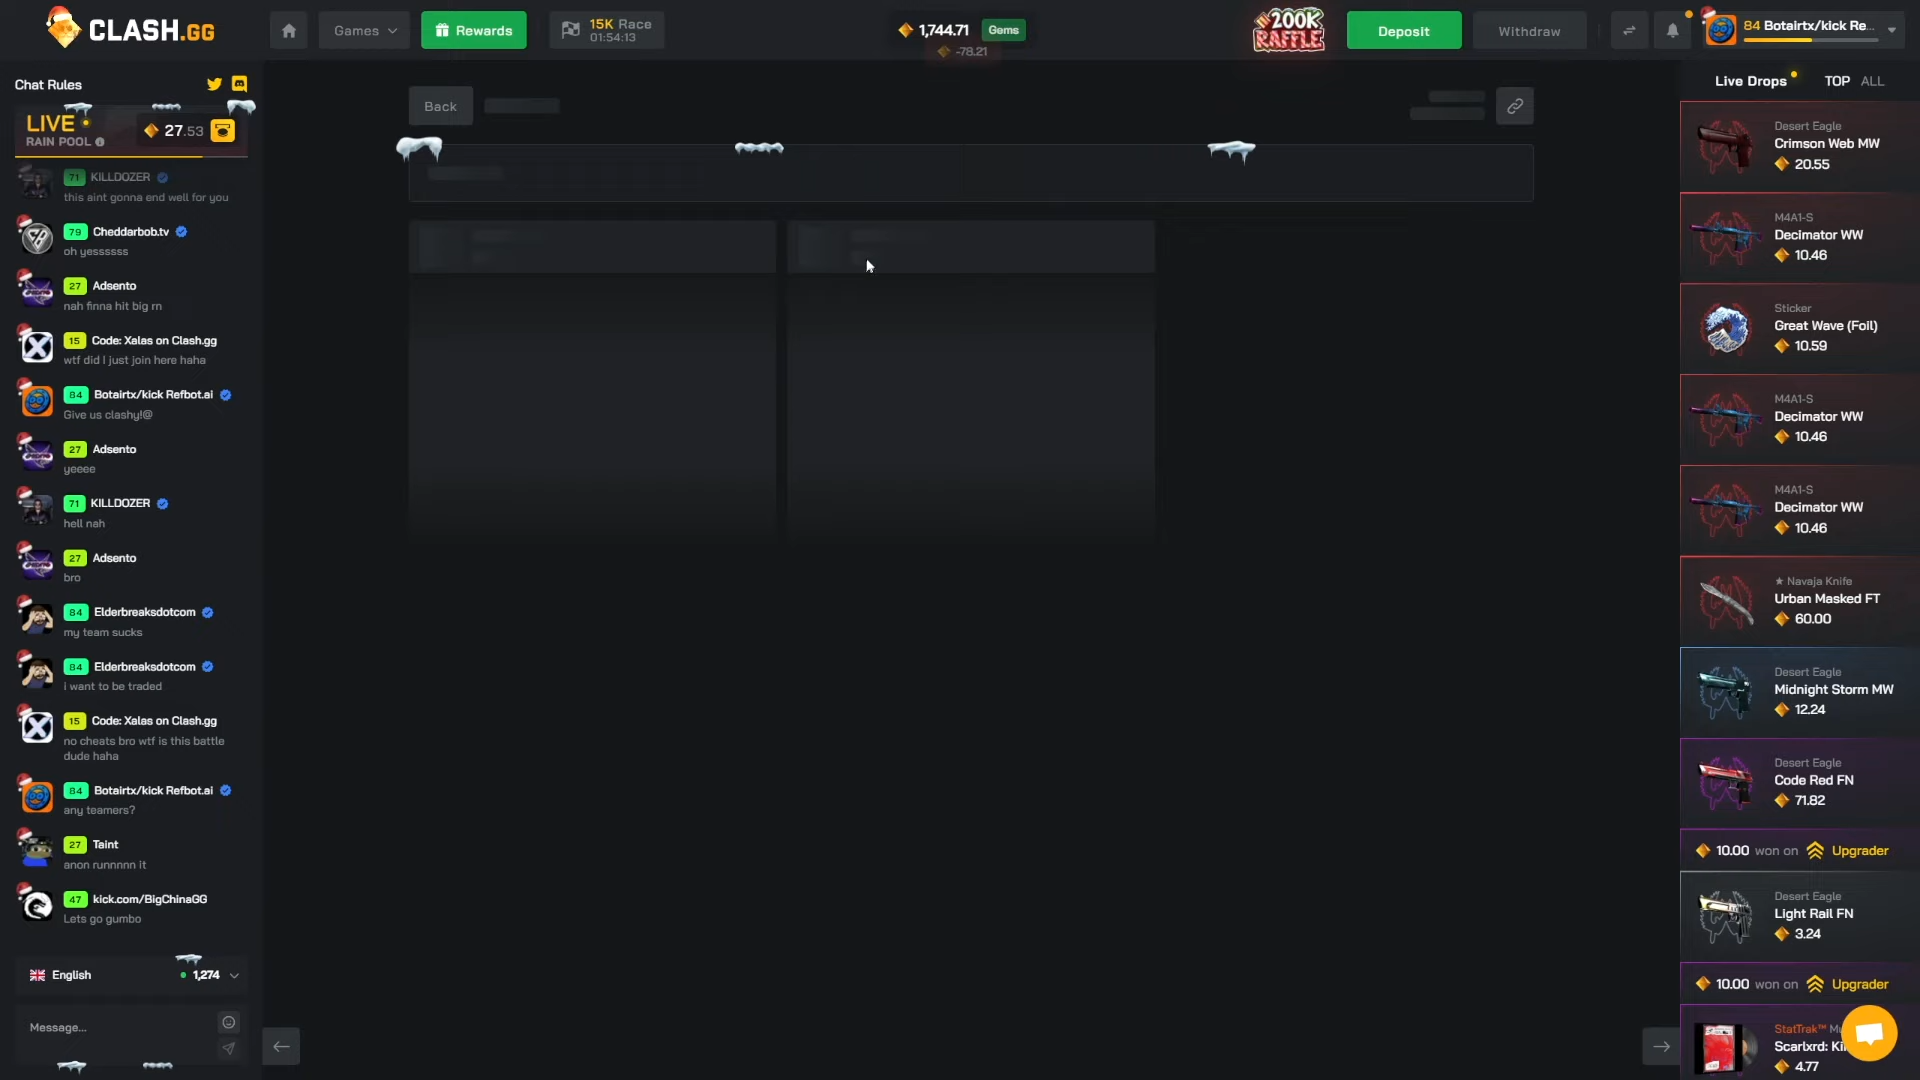 CLASH.GG
Games
Rewards
15K Race
01:54:13
1,744.71
Gems
-78.21
200K
RAFFLE
Deposit
Withdraw
84 Botairtx/kick Re...
Chat Rules
LIVE
RAIN POOL
27.53
71 KILLDOZER
this aint gonna end well for you
79 Cheddarbob.tv
oh yessssss
27 Adsento
nah finna hit big rn
15 Code: Xalas on Clash.gg
wtf did I just join here haha
84 Botairtx/kick Refbot.ai
Give us clashy!@
27 Adsento
yeeee
71 KILLDOZER
hell nah
27 Adsento
bro
84 Elderbreaksdotcom
my team sucks
84 Elderbreaksdotcom
i want to be traded
15 Code: Xalas on Clash.gg
no cheats bro wtf is this battle
dude haha
84 Botairtx/kick Refbot.ai
any teamers?
27 Taint
anon runnnnn it
47 kick.com/BigChinaGG
Lets go gumbo
English
1,274
Message...
Back
Live Drops
TOP ALL
Desert Eagle
Crimson Web MW
20.55
M4A1-S
Decimator WW
10.46
Sticker
Great Wave (Foil)
10.59
M4A1-S
Decimator WW
10.46
M4A1-S
Decimator WW
10.46
★ Navaja Knife
Urban Masked FT
60.00
Desert Eagle
Midnight Storm MW
12.24
Desert Eagle
Code Red FN
71.82
10.00 won on Upgrader
Desert Eagle
Light Rail FN
3.24
10.00 won on Upgrader
StatTrak™ Mu
Scarlxrd: Ki
4.77